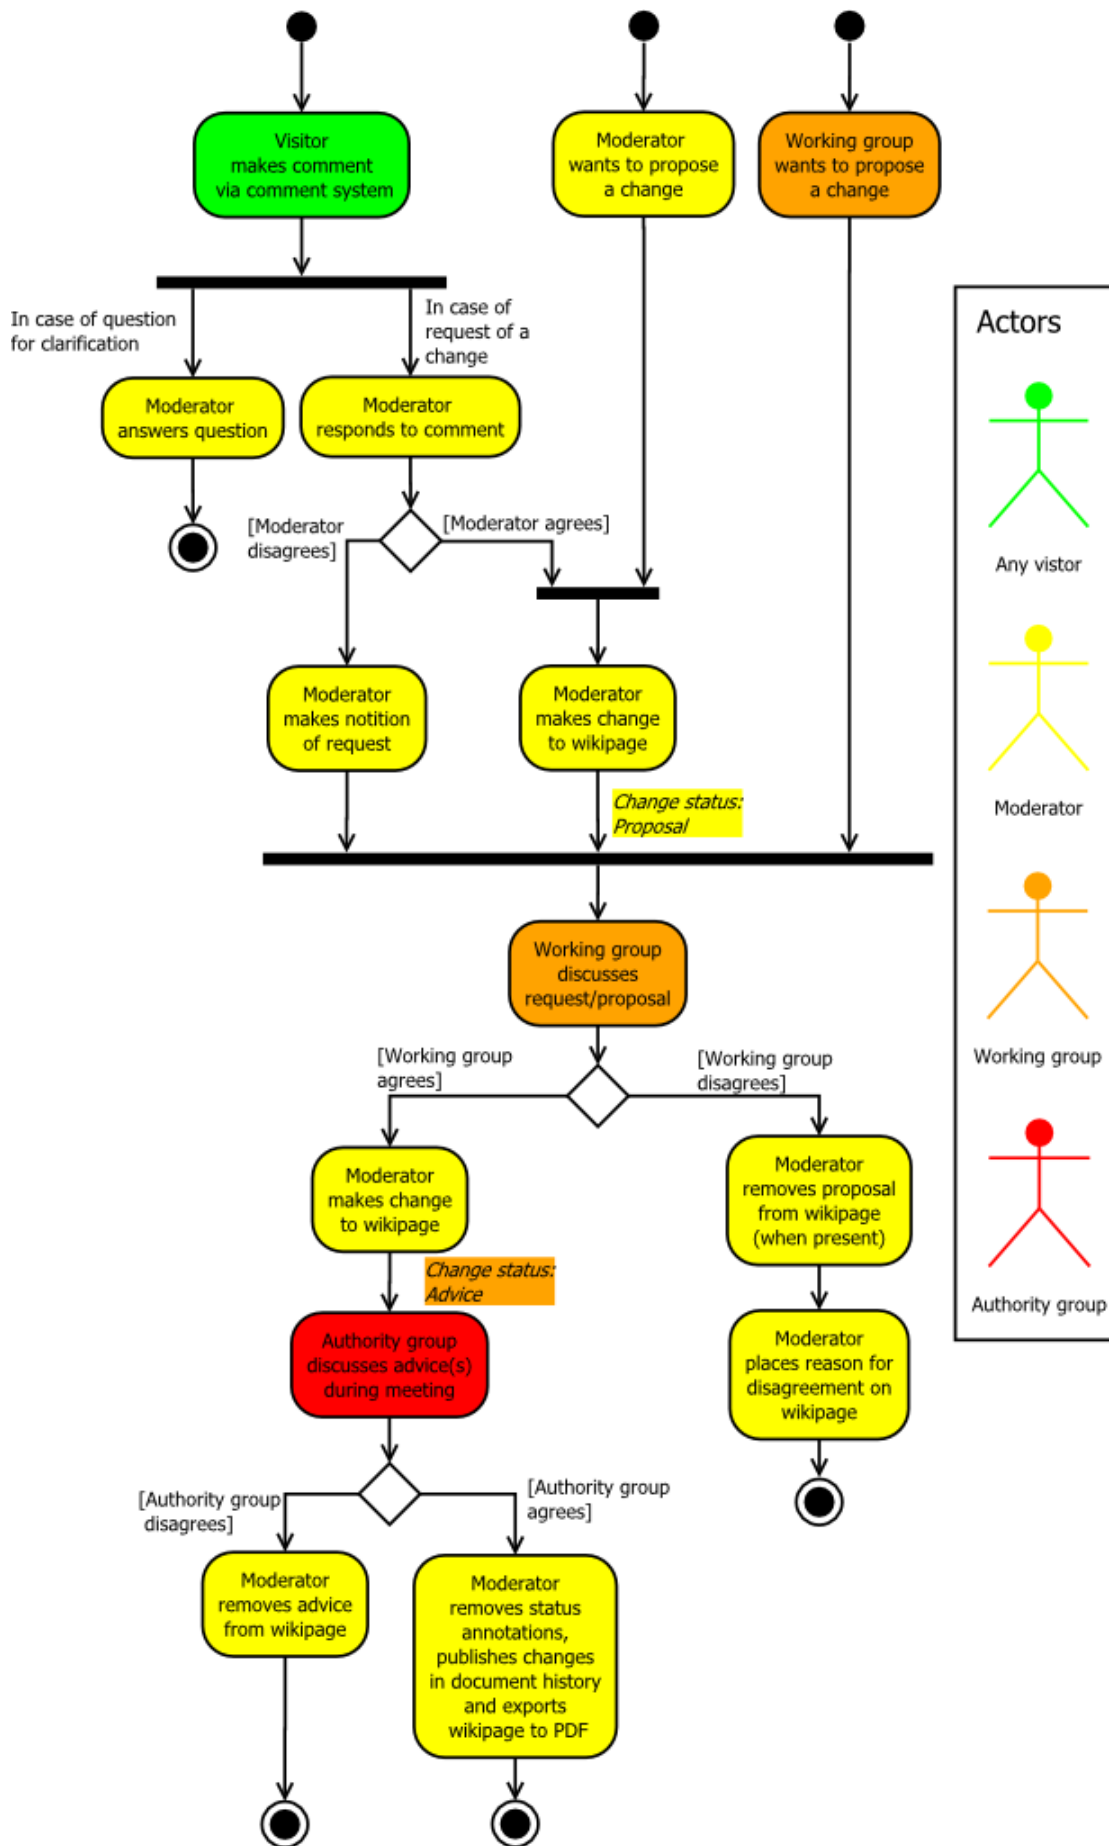 Visitor
makes comment
via comment system
Moderator
wants to propose
a change
Working group
wants to propose
a change
In case of question
for clarification
In case of
request of a
change
Moderator
answers question
Moderator
responds to comment
[Moderator
disagrees]
[Moderator agrees]
Moderator
makes notition
of request
Moderator
makes change
to wikipage
Change status:
Proposal
Working group
discusses
request/proposal
[Working group
agrees]
[Working group
disagrees]
Moderator
makes change
to wikipage
Moderator
removes proposal
from wikipage
(when present)
Change status:
Advice
Authority group
discusses advice(s)
during meeting
Moderator
places reason for
disagreement on
wikipage
[Authority group
disagrees]
[Authority group
agrees]
Moderator
removes advice
from wikipage
Moderator
removes status
annotations,
publishes changes
in document history
and exports
wikipage to PDF
Actors
Any vistor
Moderator
Working group
Authority group